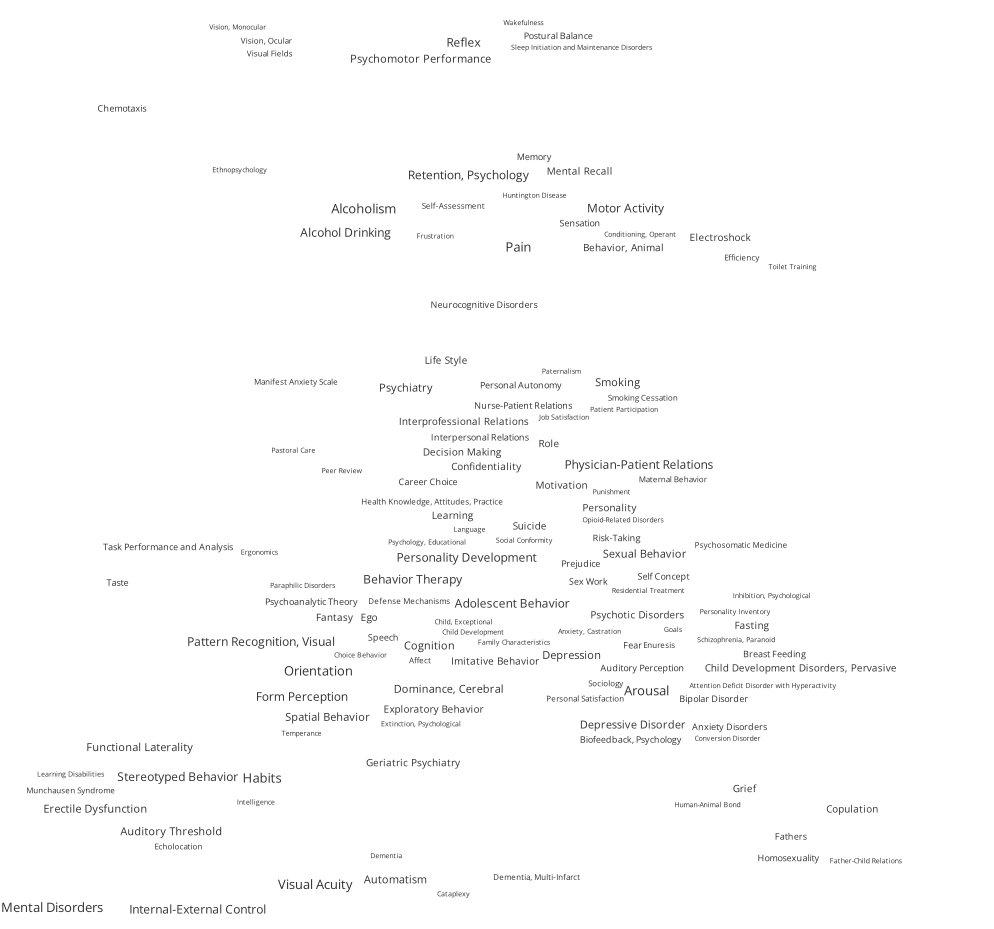 Wakefulness
Vision, Monocular
Postural Balance
Vision, Ocular
Reflex
Sleep Initiation and Maintenance Disorders
Visual Fields
Psychomotor Performance
Chemotaxis
Memory
Ethnopsychology
Mental Recall
Retention, Psychology
Huntington Disease
Self-Assessment
Alcoholism
Motor Activity
Sensation
Alcohol Drinking
Conditioning, Operant
Frustration
Electroshock
Pain
Behavior, Animal
Efficiency
Toilet Training
Neurocognitive Disorders
Life Style
Paternalism
Manifest Anxiety Scale
Smoking
Personal Autonomy
Psychiatry
Smoking Cessation
Nurse-Patient Relations
Patient Participation
Job Satisfaction
Interprofessional Relations
Interpersonal Relations
Role
Pastoral Care
Decision Making
Physician-Patient Relations
Confidentiality
Peer Review
Maternal Behavior
Career Choice
Motivation
Punishment
Health Knowledge, Attitudes, Practice
Personality
Learning
Opioid-Related Disorders
Suicide
Language
Risk-Taking
Social Conformity
Psychology, Educational
Psychosomatic Medicine
Task Performance and Analysis
Ergonomics
Sexual Behavior
Personality Development
Prejudice
Self Concept
Behavior Therapy
Sex Work
Taste
Paraphilic Disorders
Residential Treatment
Inhibition, Psychological
Psychoanalytic Theory
Defense Mechanisms
Adolescent Behavior
Personality Inventory
Psychotic Disorders
Fantasy
Ego
Child, Exceptional
Fasting
Goals
Child Development
Anxiety, Castration
Speech
Schizophrenia, Paranoid
Pattern Recognition, Visual
Family Characteristics
Cognition
Fear
Enuresis
Breast Feeding
Choice Behavior
Depression
Affect
Imitative Behavior
Auditory Perception
Child Development Disorders, Pervasive
Orientation
Sociology
Attention Deficit Disorder with Hyperactivity
Dominance, Cerebral
Arousal
Form Perception
Personal Satisfaction
Bipolar Disorder
Exploratory Behavior
Spatial Behavior
Extinction, Psychological
Depressive Disorder
Anxiety Disorders
Temperance
Biofeedback, Psychology
Conversion Disorder
Functional Laterality
Geriatric Psychiatry
Learning Disabilities
Stereotyped Behavior
Habits
Munchausen Syndrome
Grief
Intelligence
Human-Animal Bond
Erectile Dysfunction
Copulation
Auditory Threshold
Fathers
Echolocation
Dementia
Homosexuality
Father-Child Relations
Dementia, Multi-Infarct
Automatism
Visual Acuity
Cataplexy
Mental Disorders
Internal-External Control